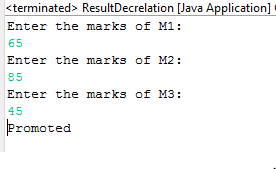 <terminated> ResultDecrelation [Java Application]
Enter the marks of M1:
65
Enter the marks of M2:
85
Enter the marks of M3:
45
Promoted